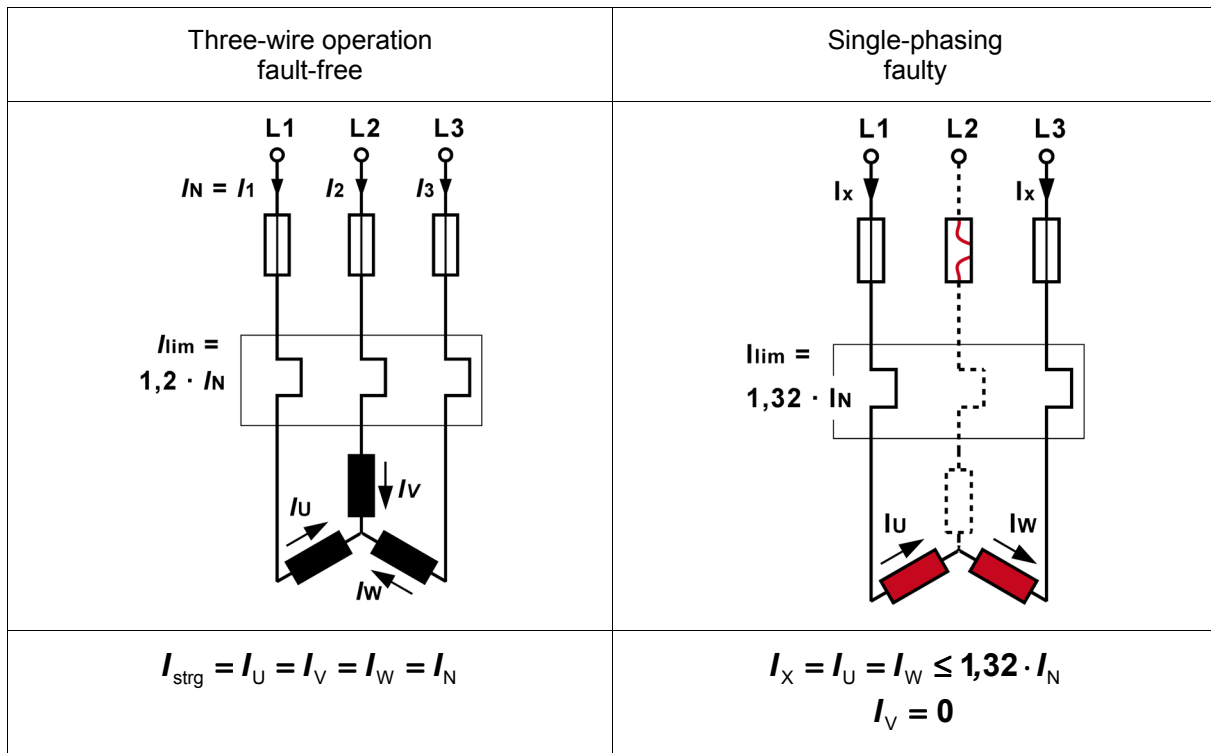 Three-wire operation
fault-free
Single-phasing
faulty
L1 L2 L3
IN = I1 I2 I3
Ilim =
1,2 · IN
IU
IV
IW
L1 L2 L3
Ix Ix
Ilim =
1,32 · IN
IU IW
Istrg = IU = IV = IW = IN
IX = IU = IW ≤ 1,32 · IN
IV = 0